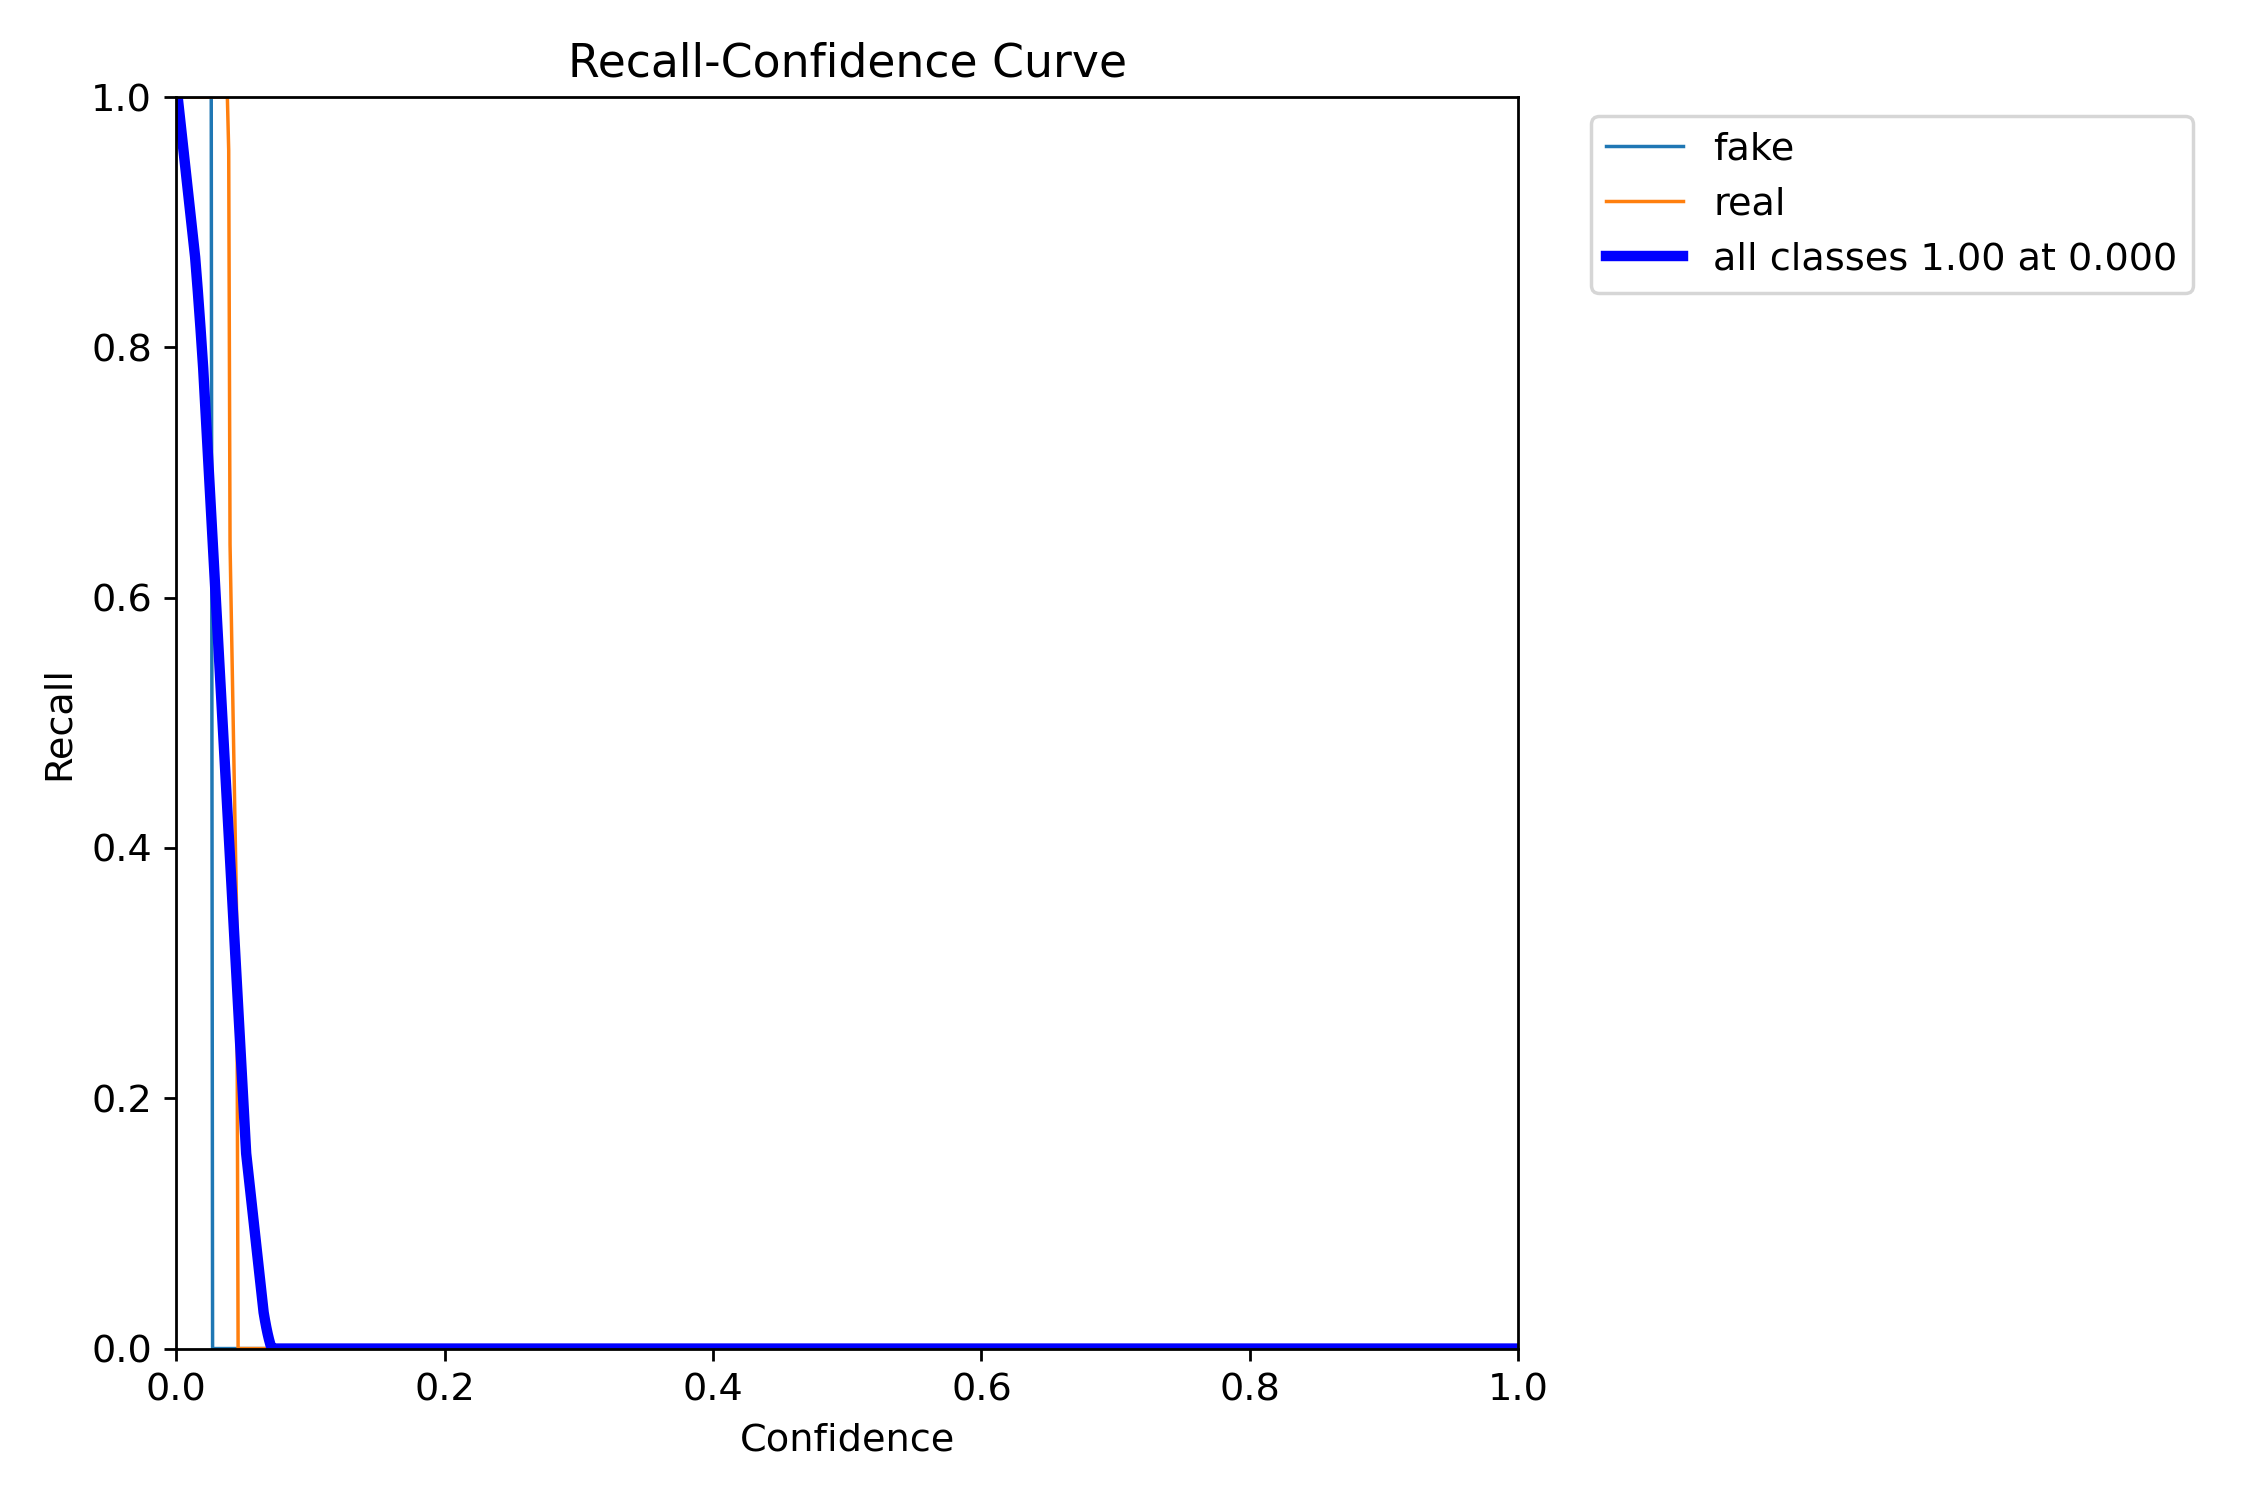 Recall-Confidence Curve
fake
real
all classes 1.00 at 0.000
1.0
0.8
0.6
0.4
0.2
0.0
Recall
0.0 0.2 0.4 0.6 0.8 1.0
Confidence